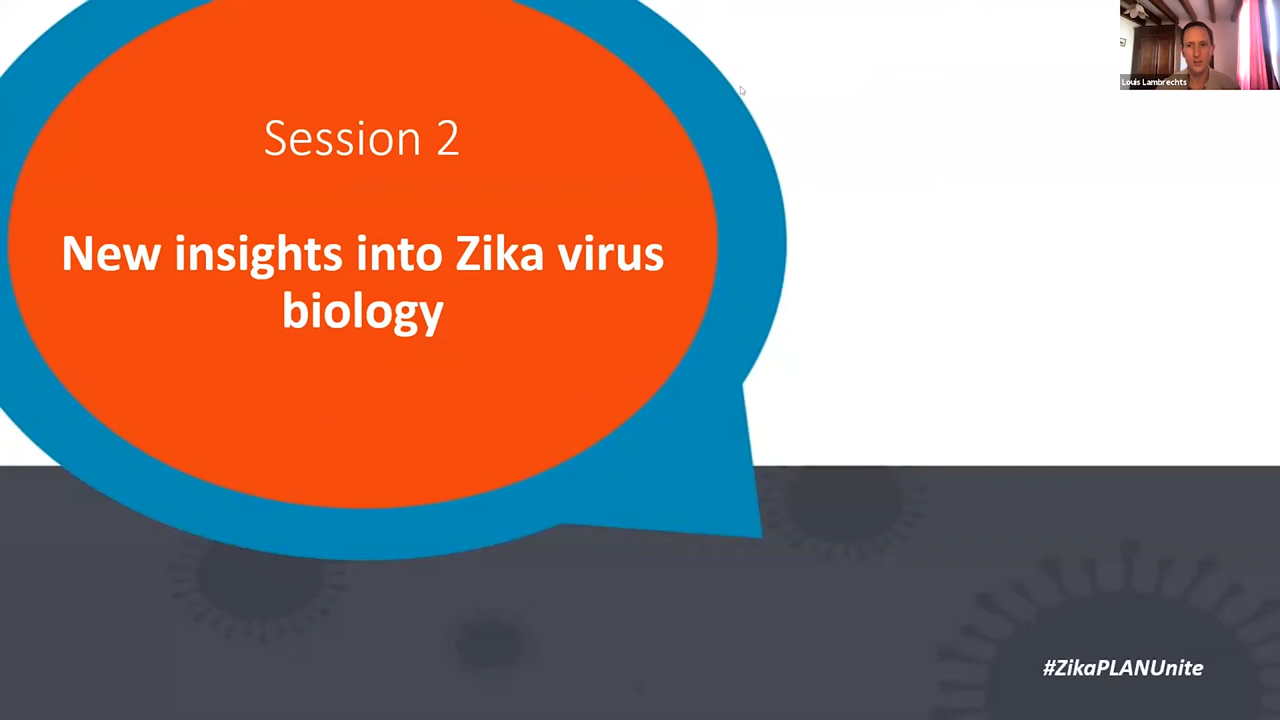 Louis Lambrechts
Session 2
New insights into Zika virus
biology
#ZikaPLANUnite